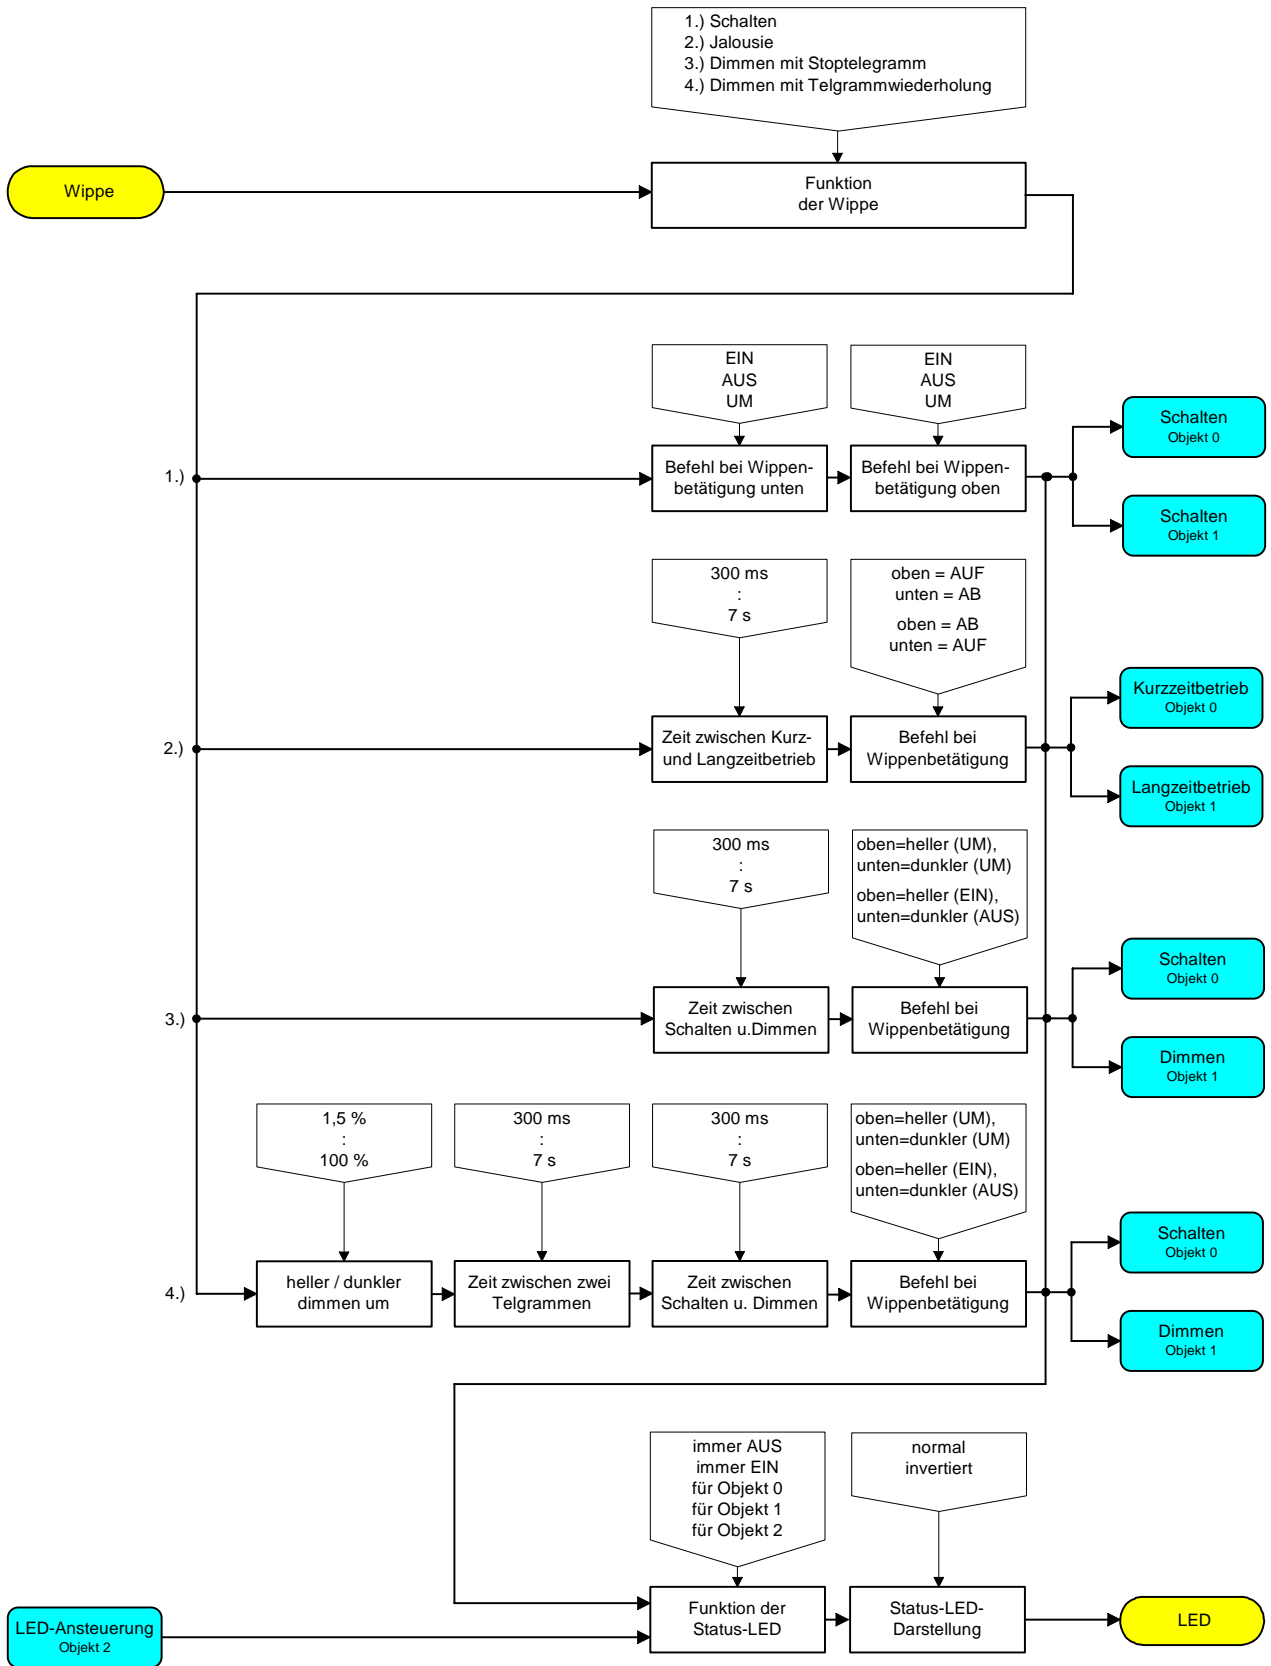 1.) Schalten
2.) Jalousie
3.) Dimmen mit Stoptelegramm
4.) Dimmen mit Telgrammwiederholung
Wippe
Funktion
der Wippe
EIN
AUS
UM
EIN
AUS
UM
1.)
Befehl bei Wippen-
betätigung unten
Befehl bei Wippen-
betätigung oben
Schalten
Objekt 0
Schalten
Objekt 1
300 ms
:
7 s
oben = AUF
unten = AB
oben = AB
unten = AUF
2.)
Zeit zwischen Kurz-
und Langzeitbetrieb
Befehl bei
Wippenbetätigung
Kurzzeitbetrieb
Objekt 0
Langzeitbetrieb
Objekt 1
300 ms
:
7 s
oben=heller (UM),
unten=dunkler (UM)
oben=heller (EIN),
unten=dunkler (AUS)
3.)
Zeit zwischen
Schalten u.Dimmen
Befehl bei
Wippenbetätigung
Schalten
Objekt 0
Dimmen
Objekt 1
1,5 %
:
100 %
300 ms
:
7 s
300 ms
:
7 s
oben=heller (UM),
unten=dunkler (UM)
oben=heller (EIN),
unten=dunkler (AUS)
4.)
heller / dunkler
dimmen um
Zeit zwischen zwei
Telgrammen
Zeit zwischen
Schalten u. Dimmen
Befehl bei
Wippenbetätigung
Schalten
Objekt 0
Dimmen
Objekt 1
immer AUS
immer EIN
für Objekt 0
für Objekt 1
für Objekt 2
normal
invertiert
LED-Ansteuerung
Objekt 2
Funktion der
Status-LED
Status-LED-
Darstellung
LED